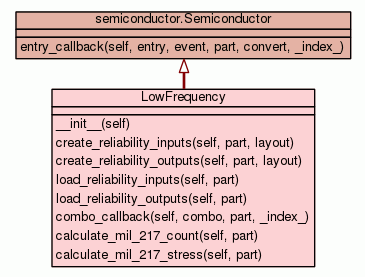 semiconductor.Semiconductor
entry_callback(self, entry, event, part, convert, _index_)
LowFrequency
__init__(self)
create_reliability_inputs(self, part, layout)
create_reliability_outputs(self, part, layout)
load_reliability_inputs(self, part)
load_reliability_outputs(self, part)
combo_callback(self, combo, part, _index_)
calculate_mil_217_count(self, part)
calculate_mil_217_stress(self, part)